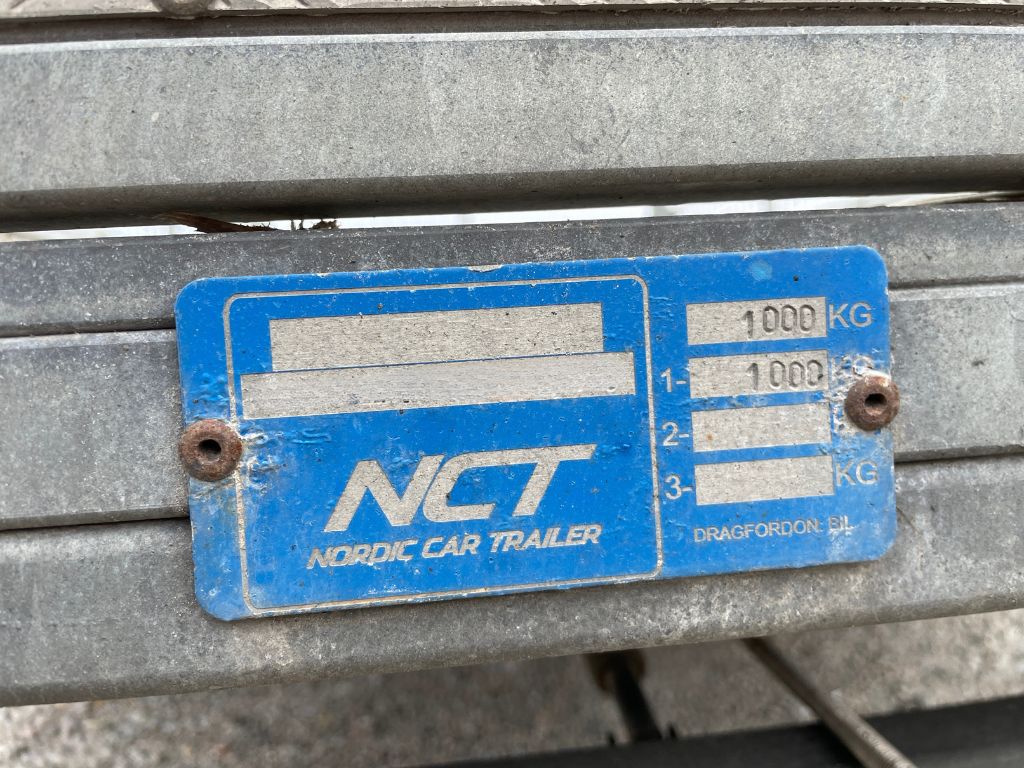 NCT
NORDIC CAR TRAILER
1000 KG
1- 1000
2-
3- KG
DRAGFORDON: BIL